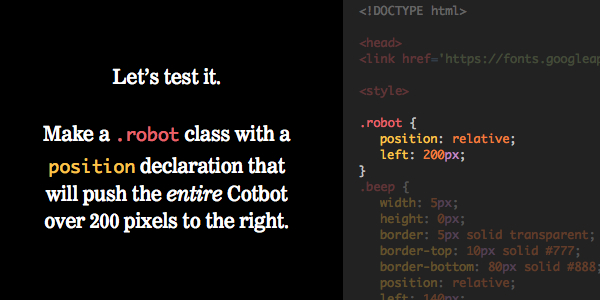 Let’s test it.
Make a .robot class with a
position declaration that
will push the entire Cotbot
over 200 pixels to the right.
<!DOCTYPE html>
<head>
<link href='https://fonts.googleap
<style>
.robot {
position: relative;
left: 200px;
}
.beep {
width: 5px;
height: 0px;
border: 5px solid transparent;
border-top: 10px solid #777;
border-bottom: 80px solid #888;
position: relative;
left: 140px;